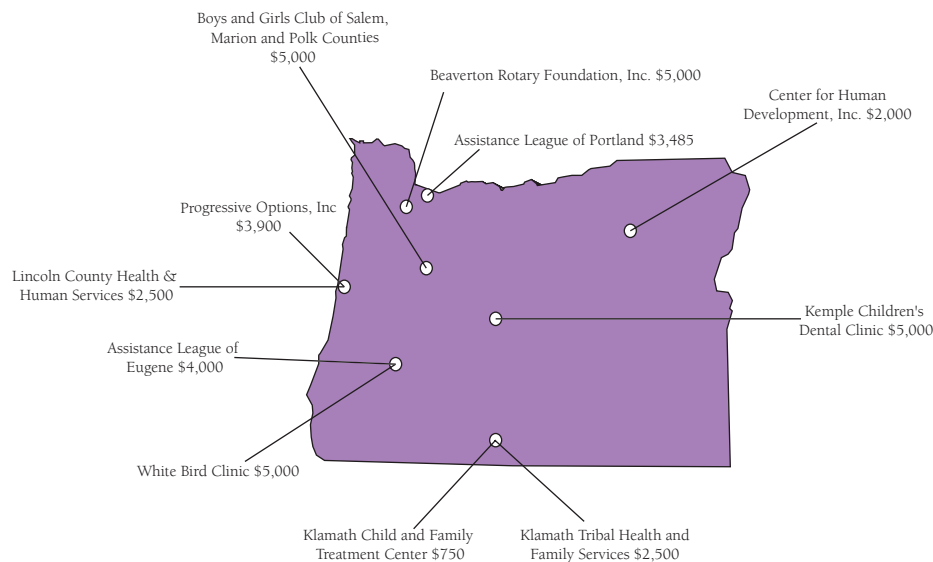 Boys and Girls Club of Salem,
Marion and Polk Counties
$5,000
Beaverton Rotary Foundation, Inc. $5,000
Center for Human
Development, Inc. $2,000
Assistance League of Portland $3,485
Progressive Options, Inc
$3,900
Lincoln County Health &
Human Services $2,500
Kemple Children's
Dental Clinic $5,000
Assistance League of
Eugene $4,000
White Bird Clinic $5,000
Klamath Child and Family
Treatment Center $750
Klamath Tribal Health and
Family Services $2,500